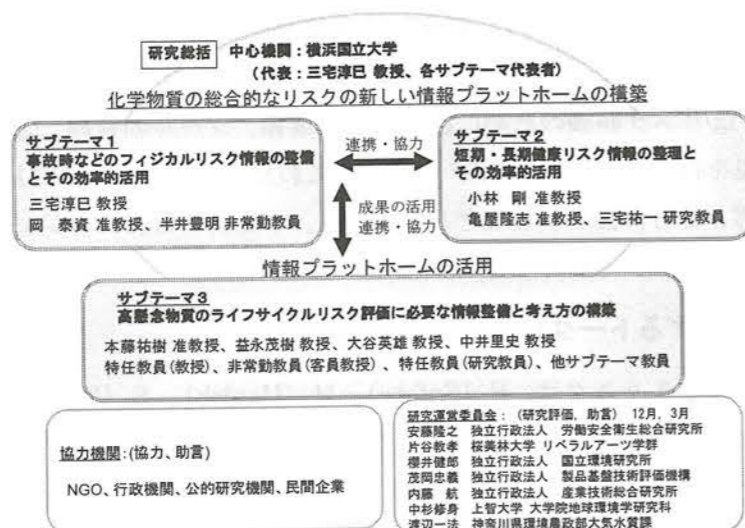 研究総括 中心機関：横浜国立大学
(代表：三宅淳巳 教授、各サブテーマ代表者)
化学物質の総合的なリスクの新しい情報プラットホームの構築
サブテーマ1
事故時などのフィジカルリスク情報の整備
とその効率的活用
三宅淳巳 教授
岡 泰資 准教授、半井豊明 非常勤教員
連携・協力
サブテーマ2
短期・長期健康リスク情報の整理と
その効率的活用
小林 剛 准教授
亀屋隆志 准教授、三宅祐一 研究教員
成果の活用
連携・協力
情報プラットホームの活用
サブテーマ3
高懸念物質のライフサイクルリスク評価に必要な情報整備と考え方の構築
本藤祐樹 准教授、益永茂樹 教授、大谷英雄 教授、中井里史 教授
特任教員(教授)、非常勤教員(客員教授)、特任教員(研究教員)、他サブテーマ教員
協力機関：(協力、助言)
NGO、行政機関、公的研究機関、民間企業
研究運営委員会：(研究評価、助言) 12月、3月
安藤隆之 独立行政法人 労働安全衛生総合研究所
片谷教孝 桜美林大学 リベラルアーツ学群
櫻井健郎 独立行政法人 国立環境研究所
茂岡忠義 独立行政法人 製品評価技術基盤機構
内藤 航 独立行政法人 産業技術総合研究所
中杉修身 上智大学 大学院地球環境学研究科
渡辺一法 神奈川県環境農政部大気水質課